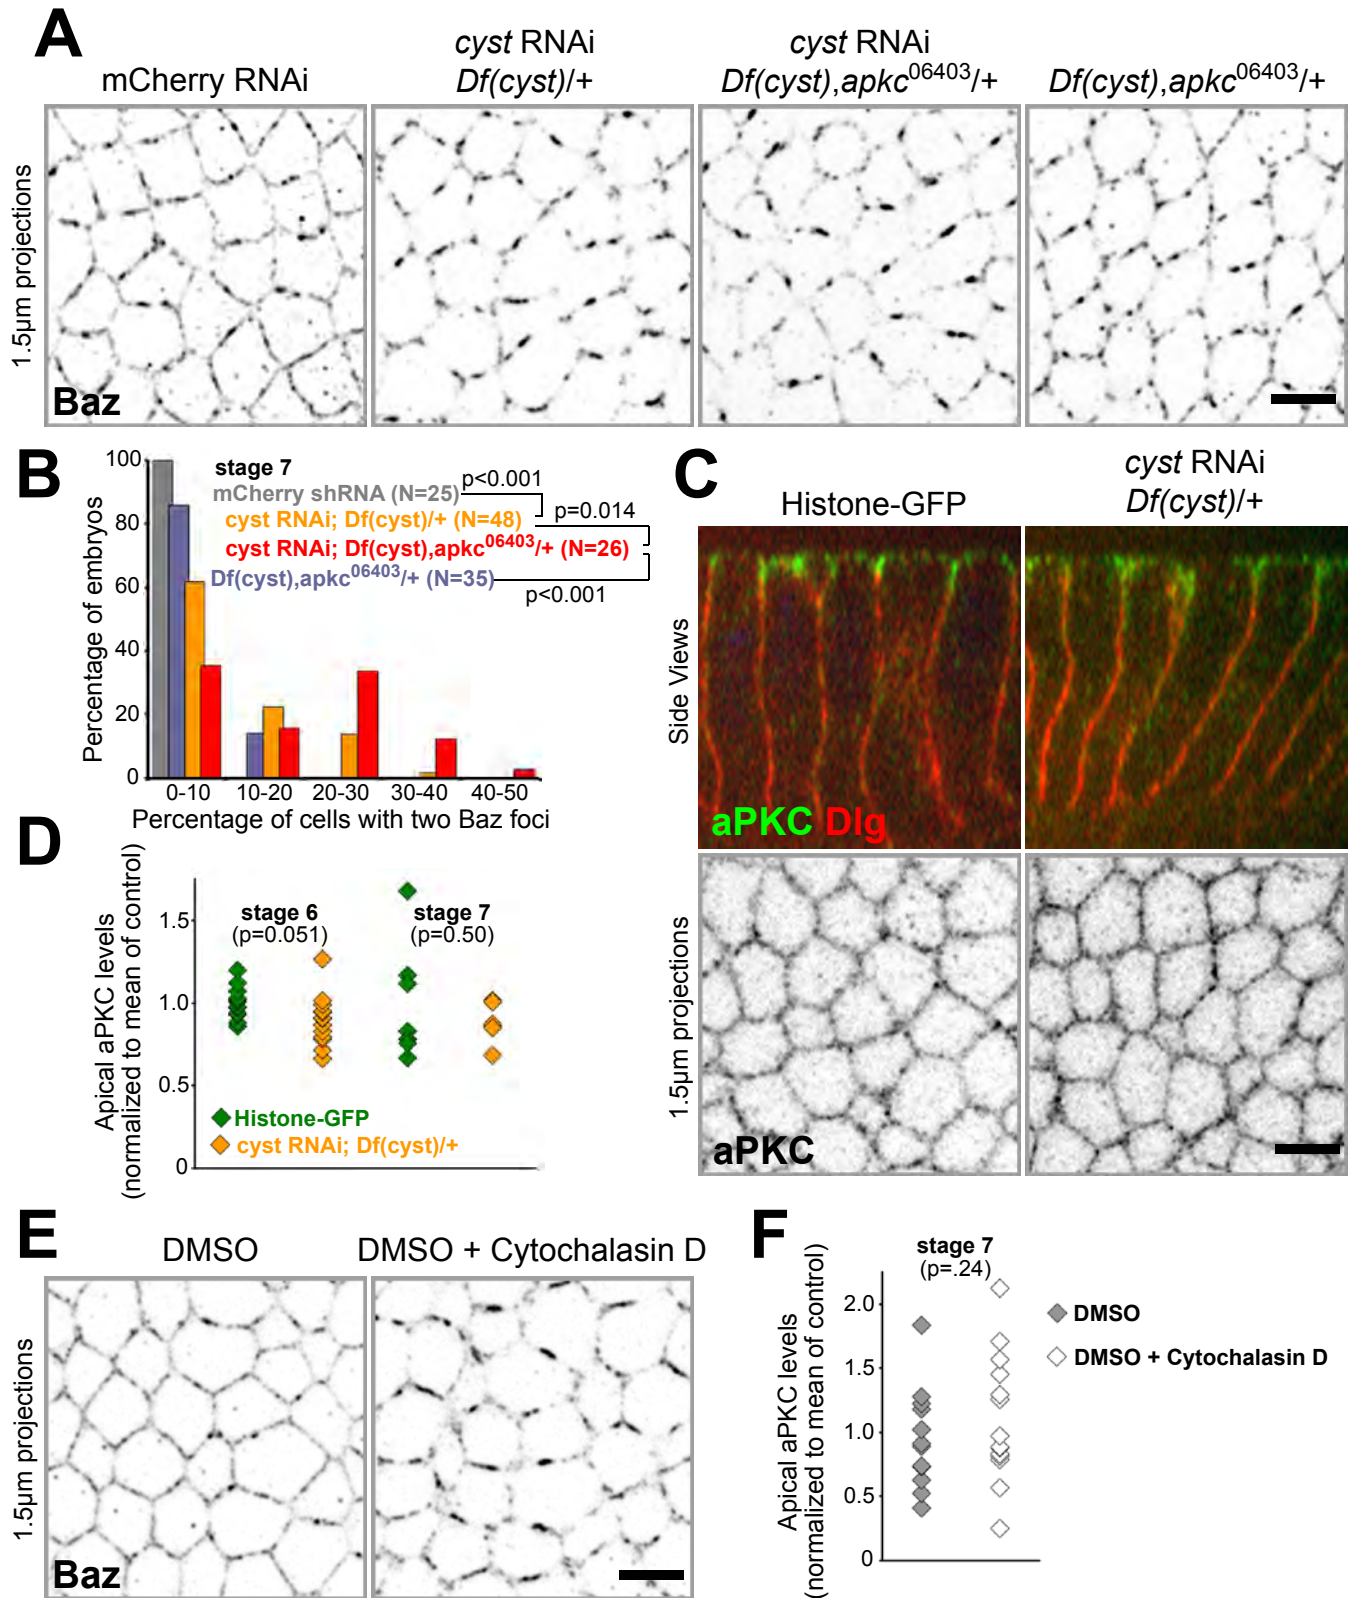 A
mCherry RNAi
cyst RNAi
Df(cyst)/+
cyst RNAi
Df(cyst),apkc06403/+
Df(cyst),apkc06403/+
1.5µm projections
Baz
B
100
80
60
40
20
0
Percentage of embryos
stage 7
mCherry shRNA (N=25)
cyst RNAi; Df(cyst)/+ (N=48)
cyst RNAi; Df(cyst),apkc06403/+ (N=26)
Df(cyst),apkc06403/+ (N=35)
p<0.001
p=0.014
p<0.001
0-10 10-20 20-30 30-40 40-50
Percentage of cells with two Baz foci
C
Histone-GFP
cyst RNAi
Df(cyst)/+
Side Views
aPKC Dlg
1.5µm projections
aPKC
D
Apical aPKC levels
(normalized to mean of control)
1.5
1.0
0.5
0
stage 6
(p=0.051)
stage 7
(p=0.50)
Histone-GFP
cyst RNAi; Df(cyst)/+
E
DMSO
DMSO + Cytochalasin D
1.5µm projections
Baz
F
Apical aPKC levels
(normalized to mean of control)
stage 7
(p=.24)
2.0
1.5
1.0
0.5
0
DMSO
DMSO + Cytochalasin D